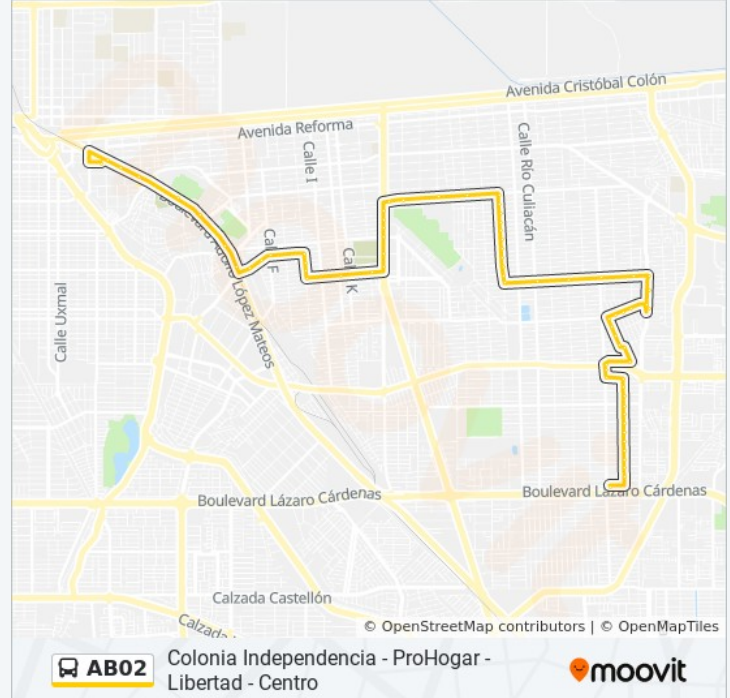 Avenida Cristóbal Colón
Avenida Reforma
Calle I
Calle Río Culiacán
Calle F
Calle K
Boulevard Adolfo López Mateos
Calle Uxmal
Boulevard Lázaro Cárdenas
Boulevard Lázaro Cárdenas
Calzada Castellón
Calzada
© OpenStreetMap contributors | © OpenMapTiles
AB02
Colonia Independencia - ProHogar -
Libertad - Centro
moovit